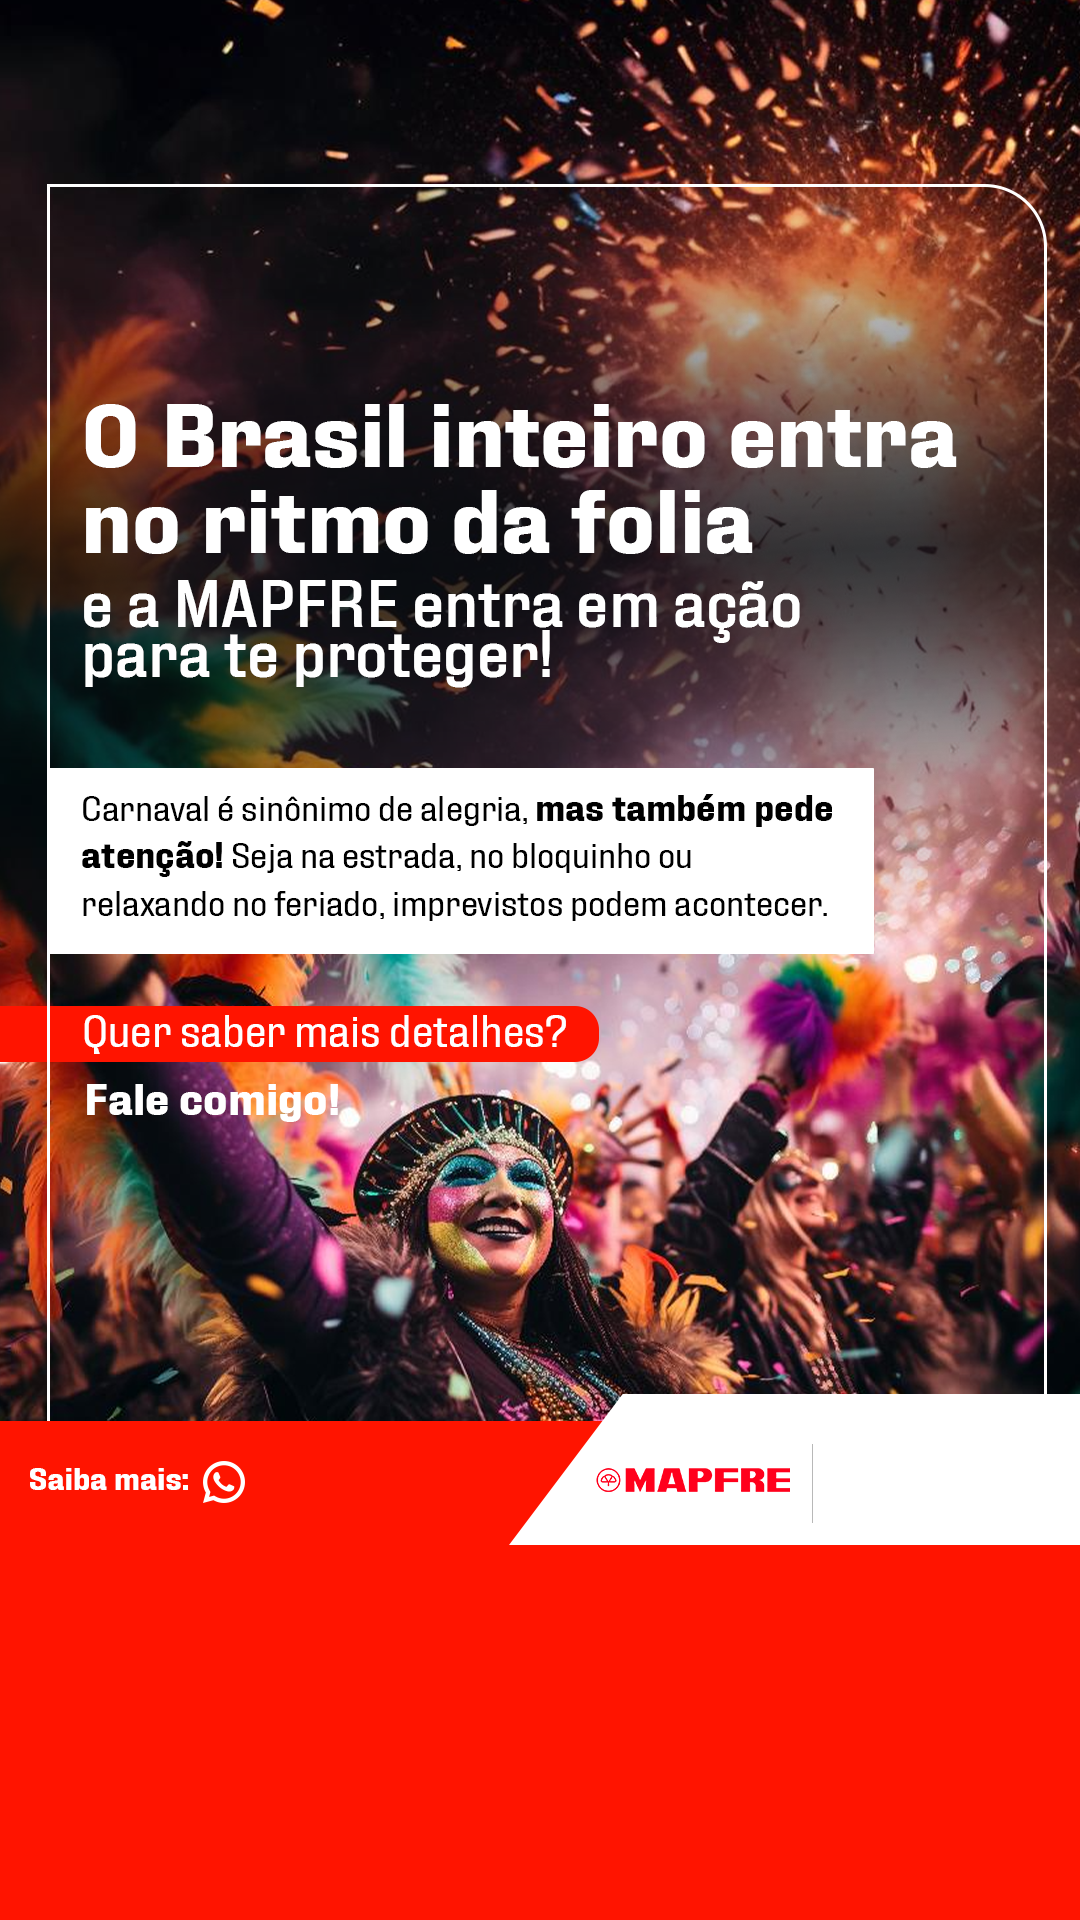 O Brasil inteiro entra
no ritmo da folia
e a MAPFRE entra em ação
para te proteger!
Carnaval é sinônimo de alegria, mas também pede
atenção! Seja na estrada, no bloquinho ou
relaxando no feriado, imprevistos podem acontecer.
Quer saber mais detalhes?
Fale comigo!
Saiba mais:
MAPFRE